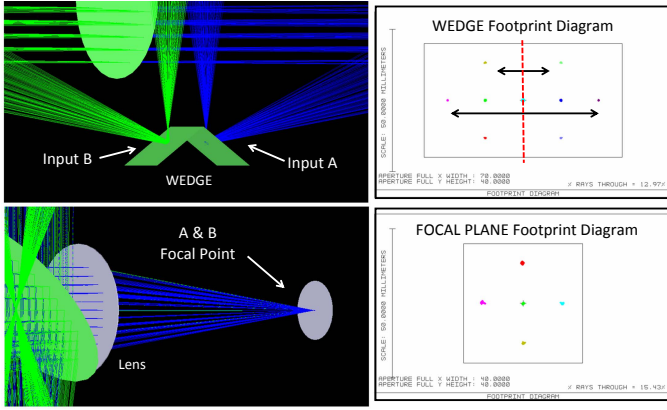 Input B
Input A
WEDGE
WEDGE Footprint Diagram
SCALE: 50.0000 MILLIMETERS
APERTURE FULL X WIDTH : 70.0000
APERTURE FULL Y HEIGHT: 40.0000
% RAYS THROUGH = 12.97%
FOOTPRINT DIAGRAM
A & B
Focal Point
Lens
FOCAL PLANE Footprint Diagram
SCALE: 50.0000 MILLIMETERS
APERTURE FULL X WIDTH : 40.0000
APERTURE FULL Y HEIGHT: 40.0000
% RAYS THROUGH = 15.43%
FOOTPRINT DIAGRAM